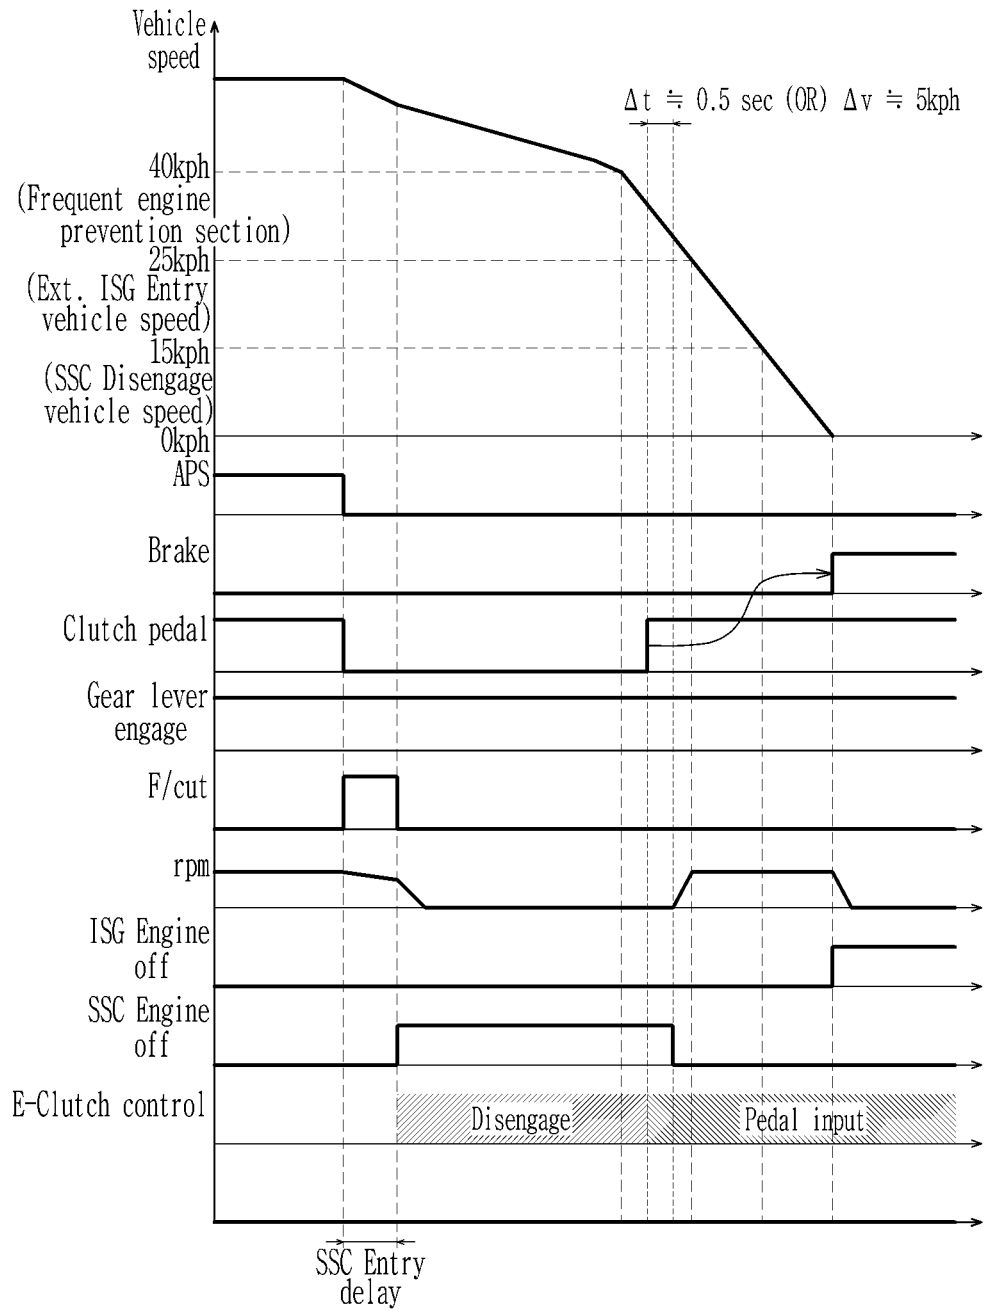 Vehicle
speed
Δt ≒ 0.5 sec (OR) Δv ≒ 5kph
40kph
(Frequent engine
prevention section)
25kph
(Ext. ISG Entry
vehicle speed)
15kph
(SSC Disengage
vehicle speed)
0kph
APS
Brake
Clutch pedal
Gear lever
engage
F/cut
rpm
ISG Engine
off
SSC Engine
off
E-Clutch control
Disengage
Pedal input
SSC Entry
delay